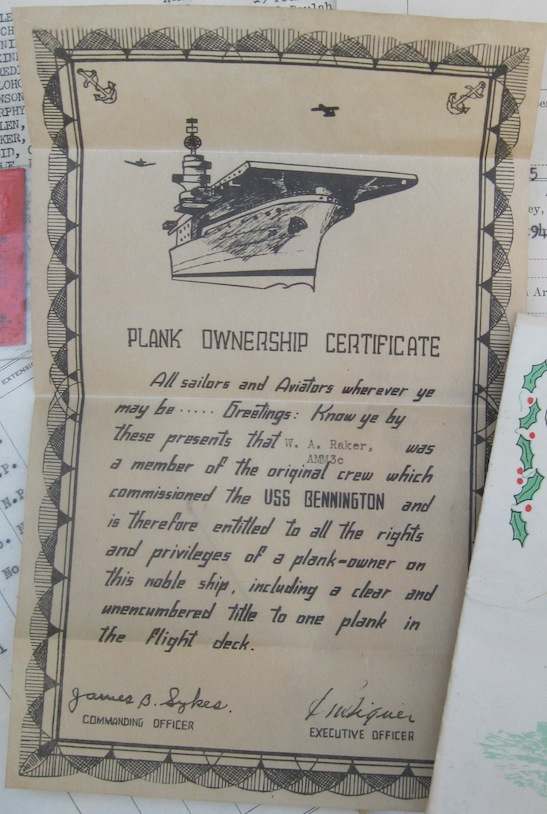 PLANK OWNERSHIP CERTIFICATE
All sailors and Aviators wherever ye
may be ····· Greetings: Know ye by
these presents that W. A. Raker, was
AMM3c
a member of the original crew which
commissioned the USS BENNINGTON and
is therefore entitled to all the rights
and privileges of a plank-owner on
this noble ship, including a clear and
unencumbered title to one plank in
the flight deck.
James B. Sykes.
COMMANDING OFFICER
EXECUTIVE OFFICER